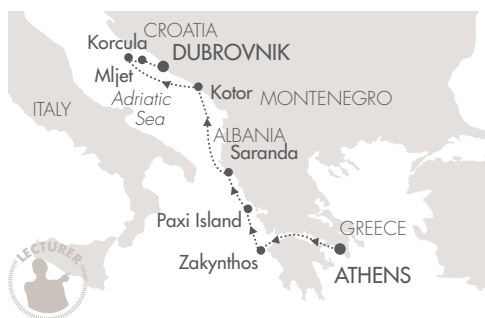 CROATIA
Korcula
DUBROVNIK
Mljet
Kotor
MONTENEGRO
Adriatic
Sea
ITALY
ALBANIA
Saranda
Paxi Island
GREECE
Zakynthos
ATHENS
LECTURER